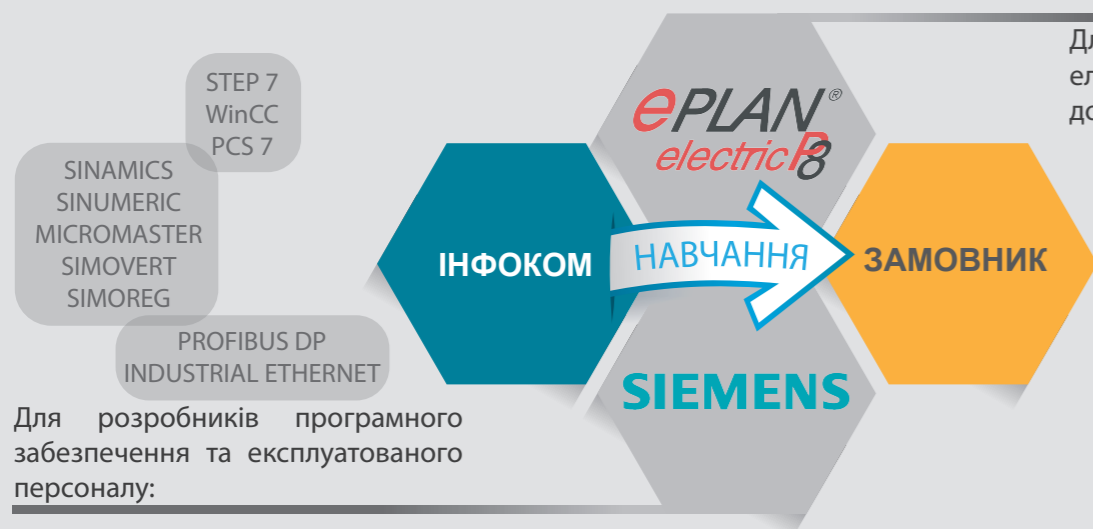 STEP 7
WinCC
PCS 7
SINAMICS
SINUMERIC
MICROMASTER
SIMOVERT
SIMOREG
PROFIBUS DP
INDUSTRIAL ETHERNET
Для розробників програмного
забезпечення та експлуатованого
персоналу:
ePLAN®
electric P8
ІНФОКОМ
НАВЧАННЯ
ЗАМОВНИК
SIEMENS